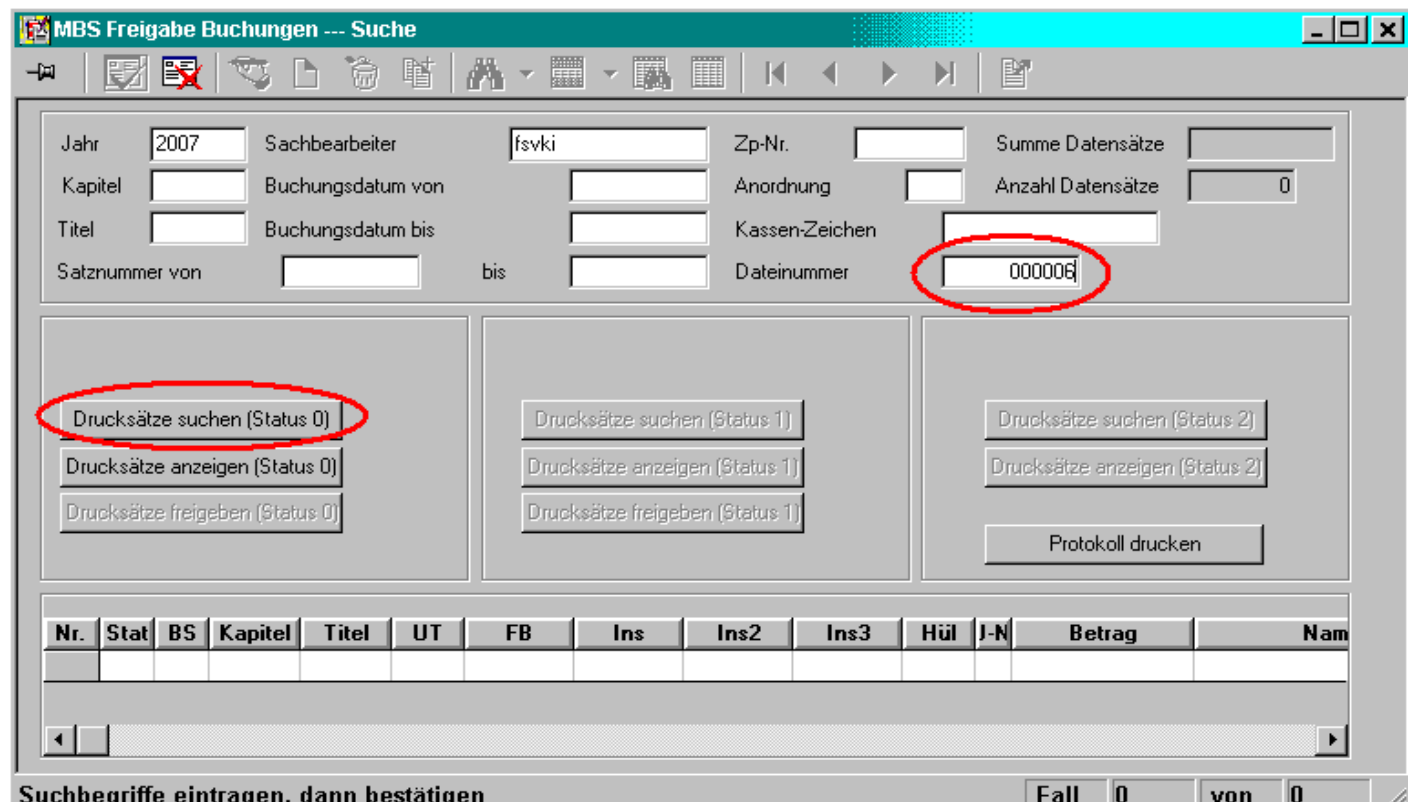 MBS Freigabe Buchungen --- Suche
Jahr 2007 Sachbearbeiter fsvki Zp-Nr. Summe Datensätze
Kapitel Buchungsdatum von Anordnung Anzahl Datensätze 0
Titel Buchungsdatum bis Kassen-Zeichen
Satznummer von bis Dateinummer 000006
Drucksätze suchen (Status 0) Drucksätze suchen (Status 1) Drucksätze suchen (Status 2)
Drucksätze anzeigen (Status 0) Drucksätze anzeigen (Status 1) Drucksätze anzeigen (Status 2)
Drucksätze freigeben (Status 0) Drucksätze freigeben (Status 1)
Protokoll drucken
Nr. Stat BS Kapitel Titel UT FB Ins Ins2 Ins3 Hül J-N Betrag Nam
Suchbegriffe eintragen, dann bestätigen Fall 0 von 0